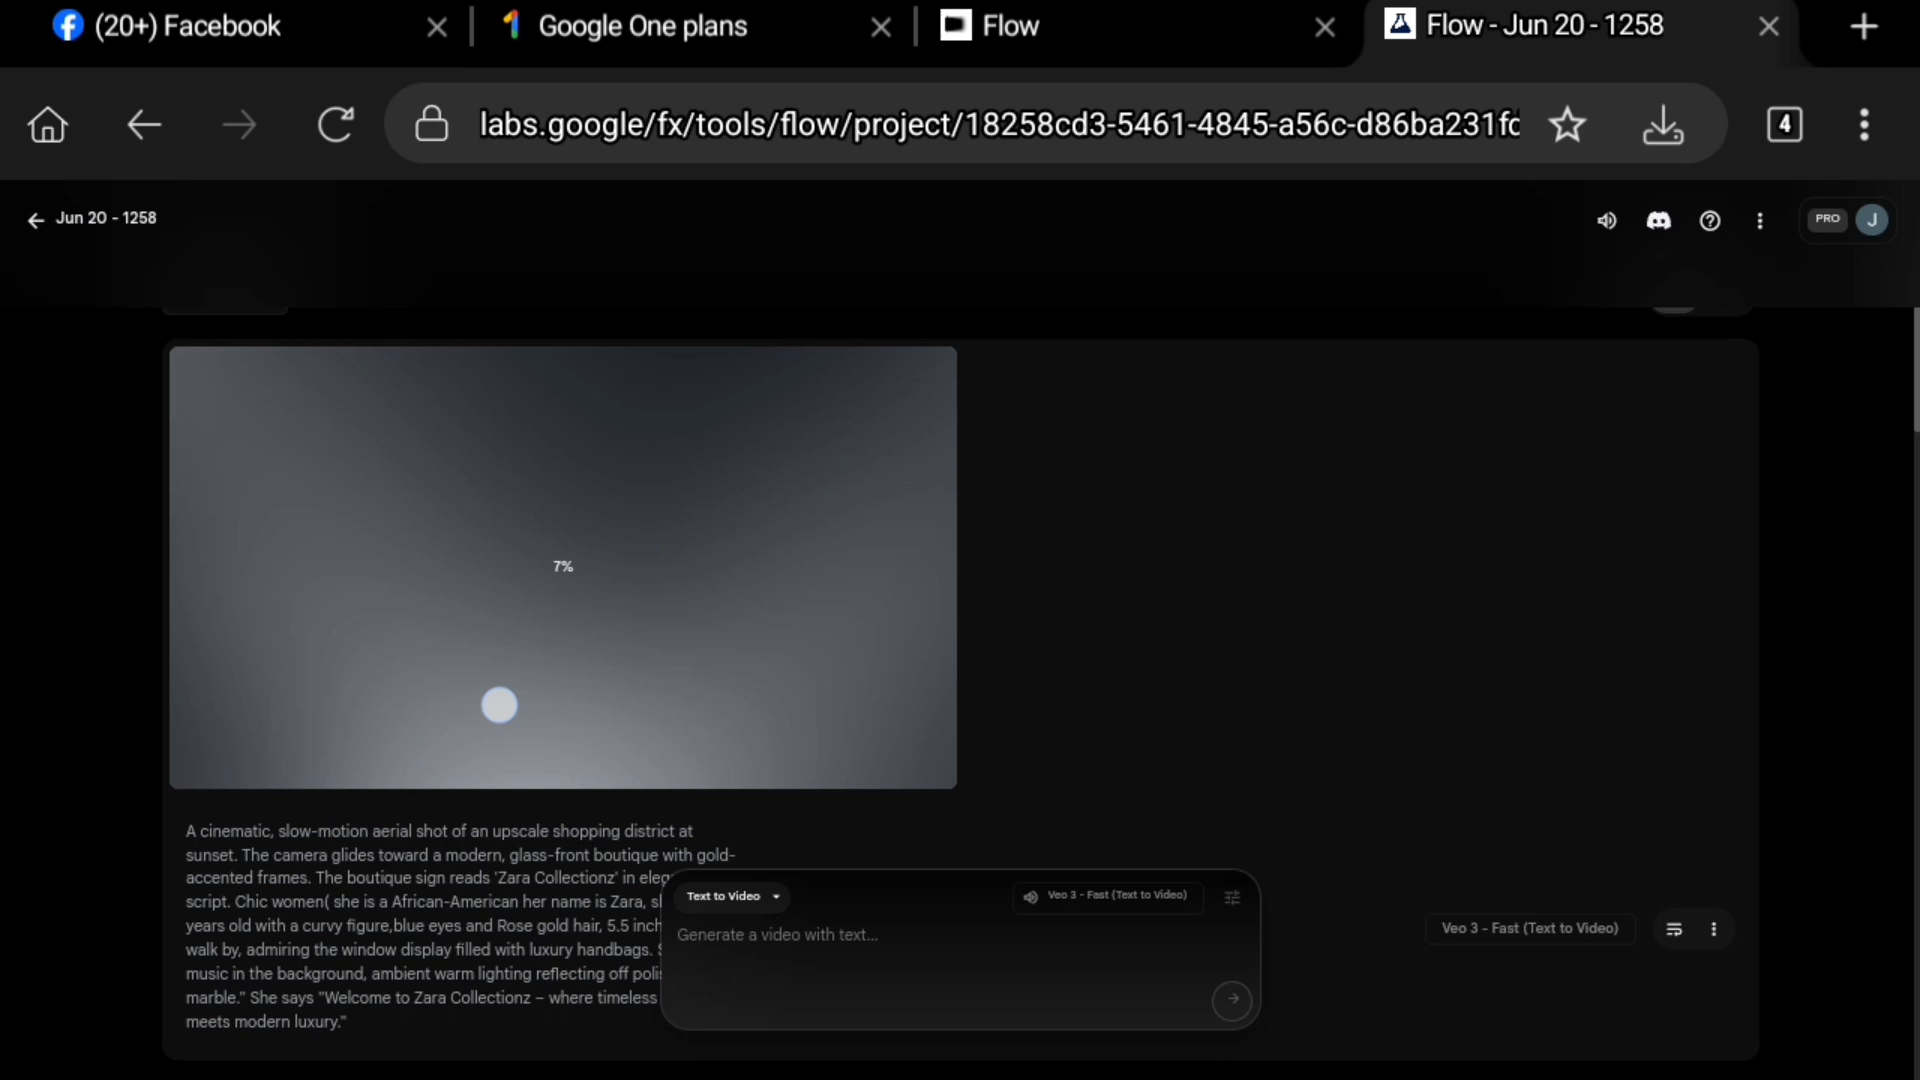 (20+) Facebook
Google One plans
Flow
Flow - Jun 20 - 1258
labs.google/fx/tools/flow/project/18258cd3-5461-4845-a56c-d86ba231fc
4
Jun 20 - 1258
PRO
J
7%
A cinematic, slow-motion aerial shot of an upscale shopping district at
sunset. The camera glides toward a modern, glass-front boutique with gold-
accented frames. The boutique sign reads 'Zara Collectionz' in
script. Chic women( she is a African-American her name is Zara,
years old with a curvy figure,blue eyes and Rose gold hair, 5.5 inch
walk by, admiring the window display filled with luxury handbags.
music in the background, ambient warm lighting reflecting off
marble." She says "Welcome to Zara Collectionz – where timeless
meets modern luxury."
Text to Video
Veo 3 - Fast (Text to Video)
Generate a video with text...
Veo 3 - Fast (Text to Video)